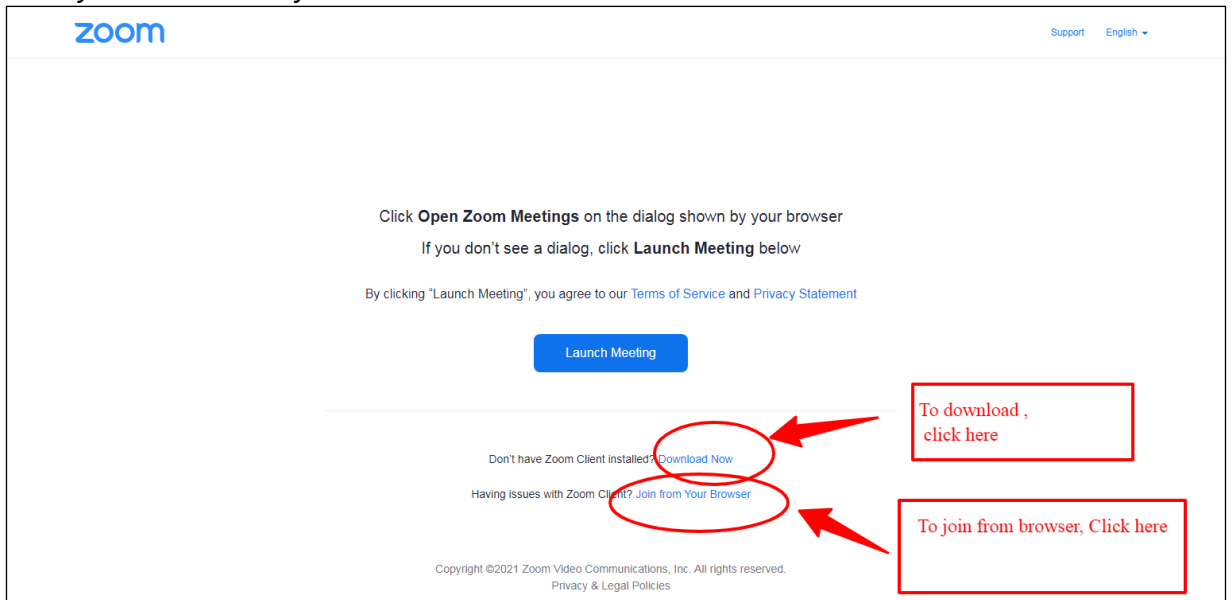 zoom
Support English
Click Open Zoom Meetings on the dialog shown by your browser
If you don't see a dialog, click Launch Meeting below
By clicking "Launch Meeting", you agree to our Terms of Service and Privacy Statement
Launch Meeting
To download ,
click here
Don't have Zoom Client installed? Download Now
Having issues with Zoom Client? Join from Your Browser
To join from browser, Click here
Copyright ©2021 Zoom Video Communications, Inc. All rights reserved.
Privacy & Legal Policies